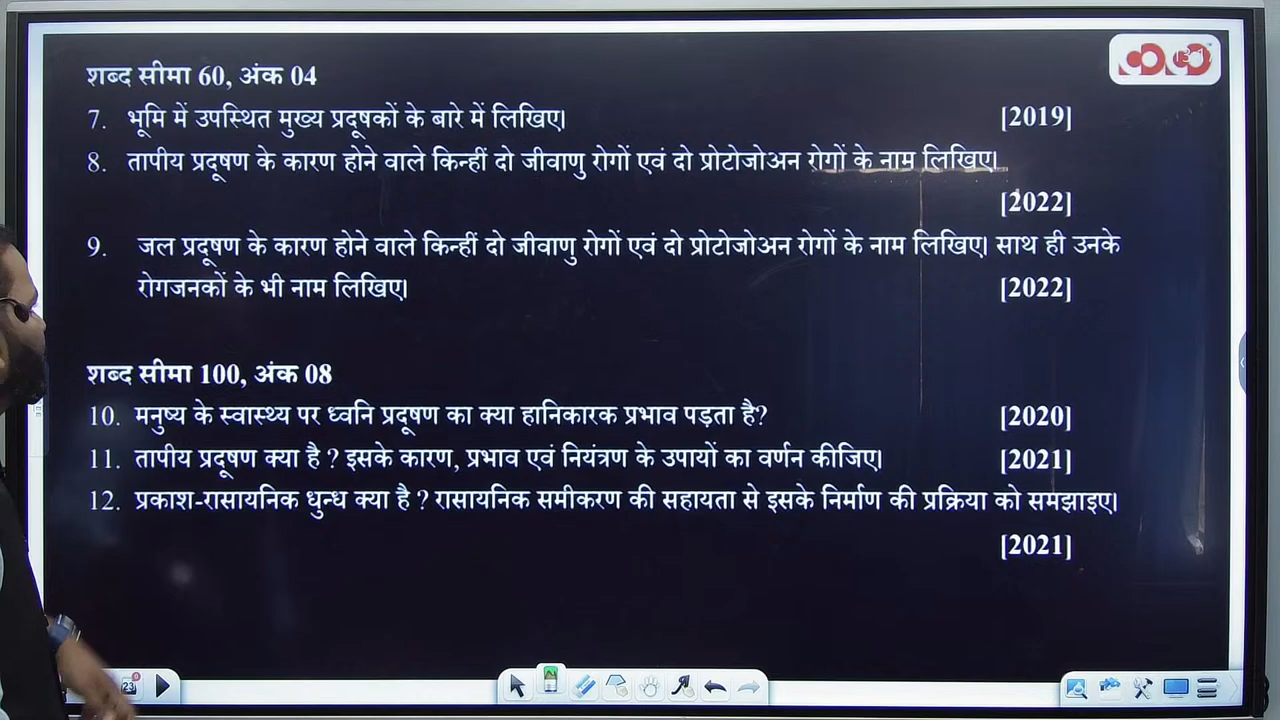 शब्द सीमा 60, अंक 04
7. भूमि में उपस्थित मुख्य प्रदूषकों के बारे में लिखिए। [2019]
8. तापीय प्रदूषण के कारण होने वाले किन्हीं दो जीवाणु रोगों एवं दो प्रोटोजोअन रोगों के नाम लिखिए।
[2022]
9. जल प्रदूषण के कारण होने वाले किन्हीं दो जीवाणु रोगों एवं दो प्रोटोजोअन रोगों के नाम लिखिए। साथ ही उनके
रोगजनकों के भी नाम लिखिए। [2022]
शब्द सीमा 100, अंक 08
10. मनुष्य के स्वास्थ्य पर ध्वनि प्रदूषण का क्या हानिकारक प्रभाव पड़ता है? [2020]
11. तापीय प्रदूषण क्या है ? इसके कारण, प्रभाव एवं नियंत्रण के उपायों का वर्णन कीजिए। [2021]
12. प्रकाश-रासायनिक धुन्ध क्या है ? रासायनिक समीकरण की सहायता से इसके निर्माण की प्रक्रिया को समझाइए।
[2021]
23